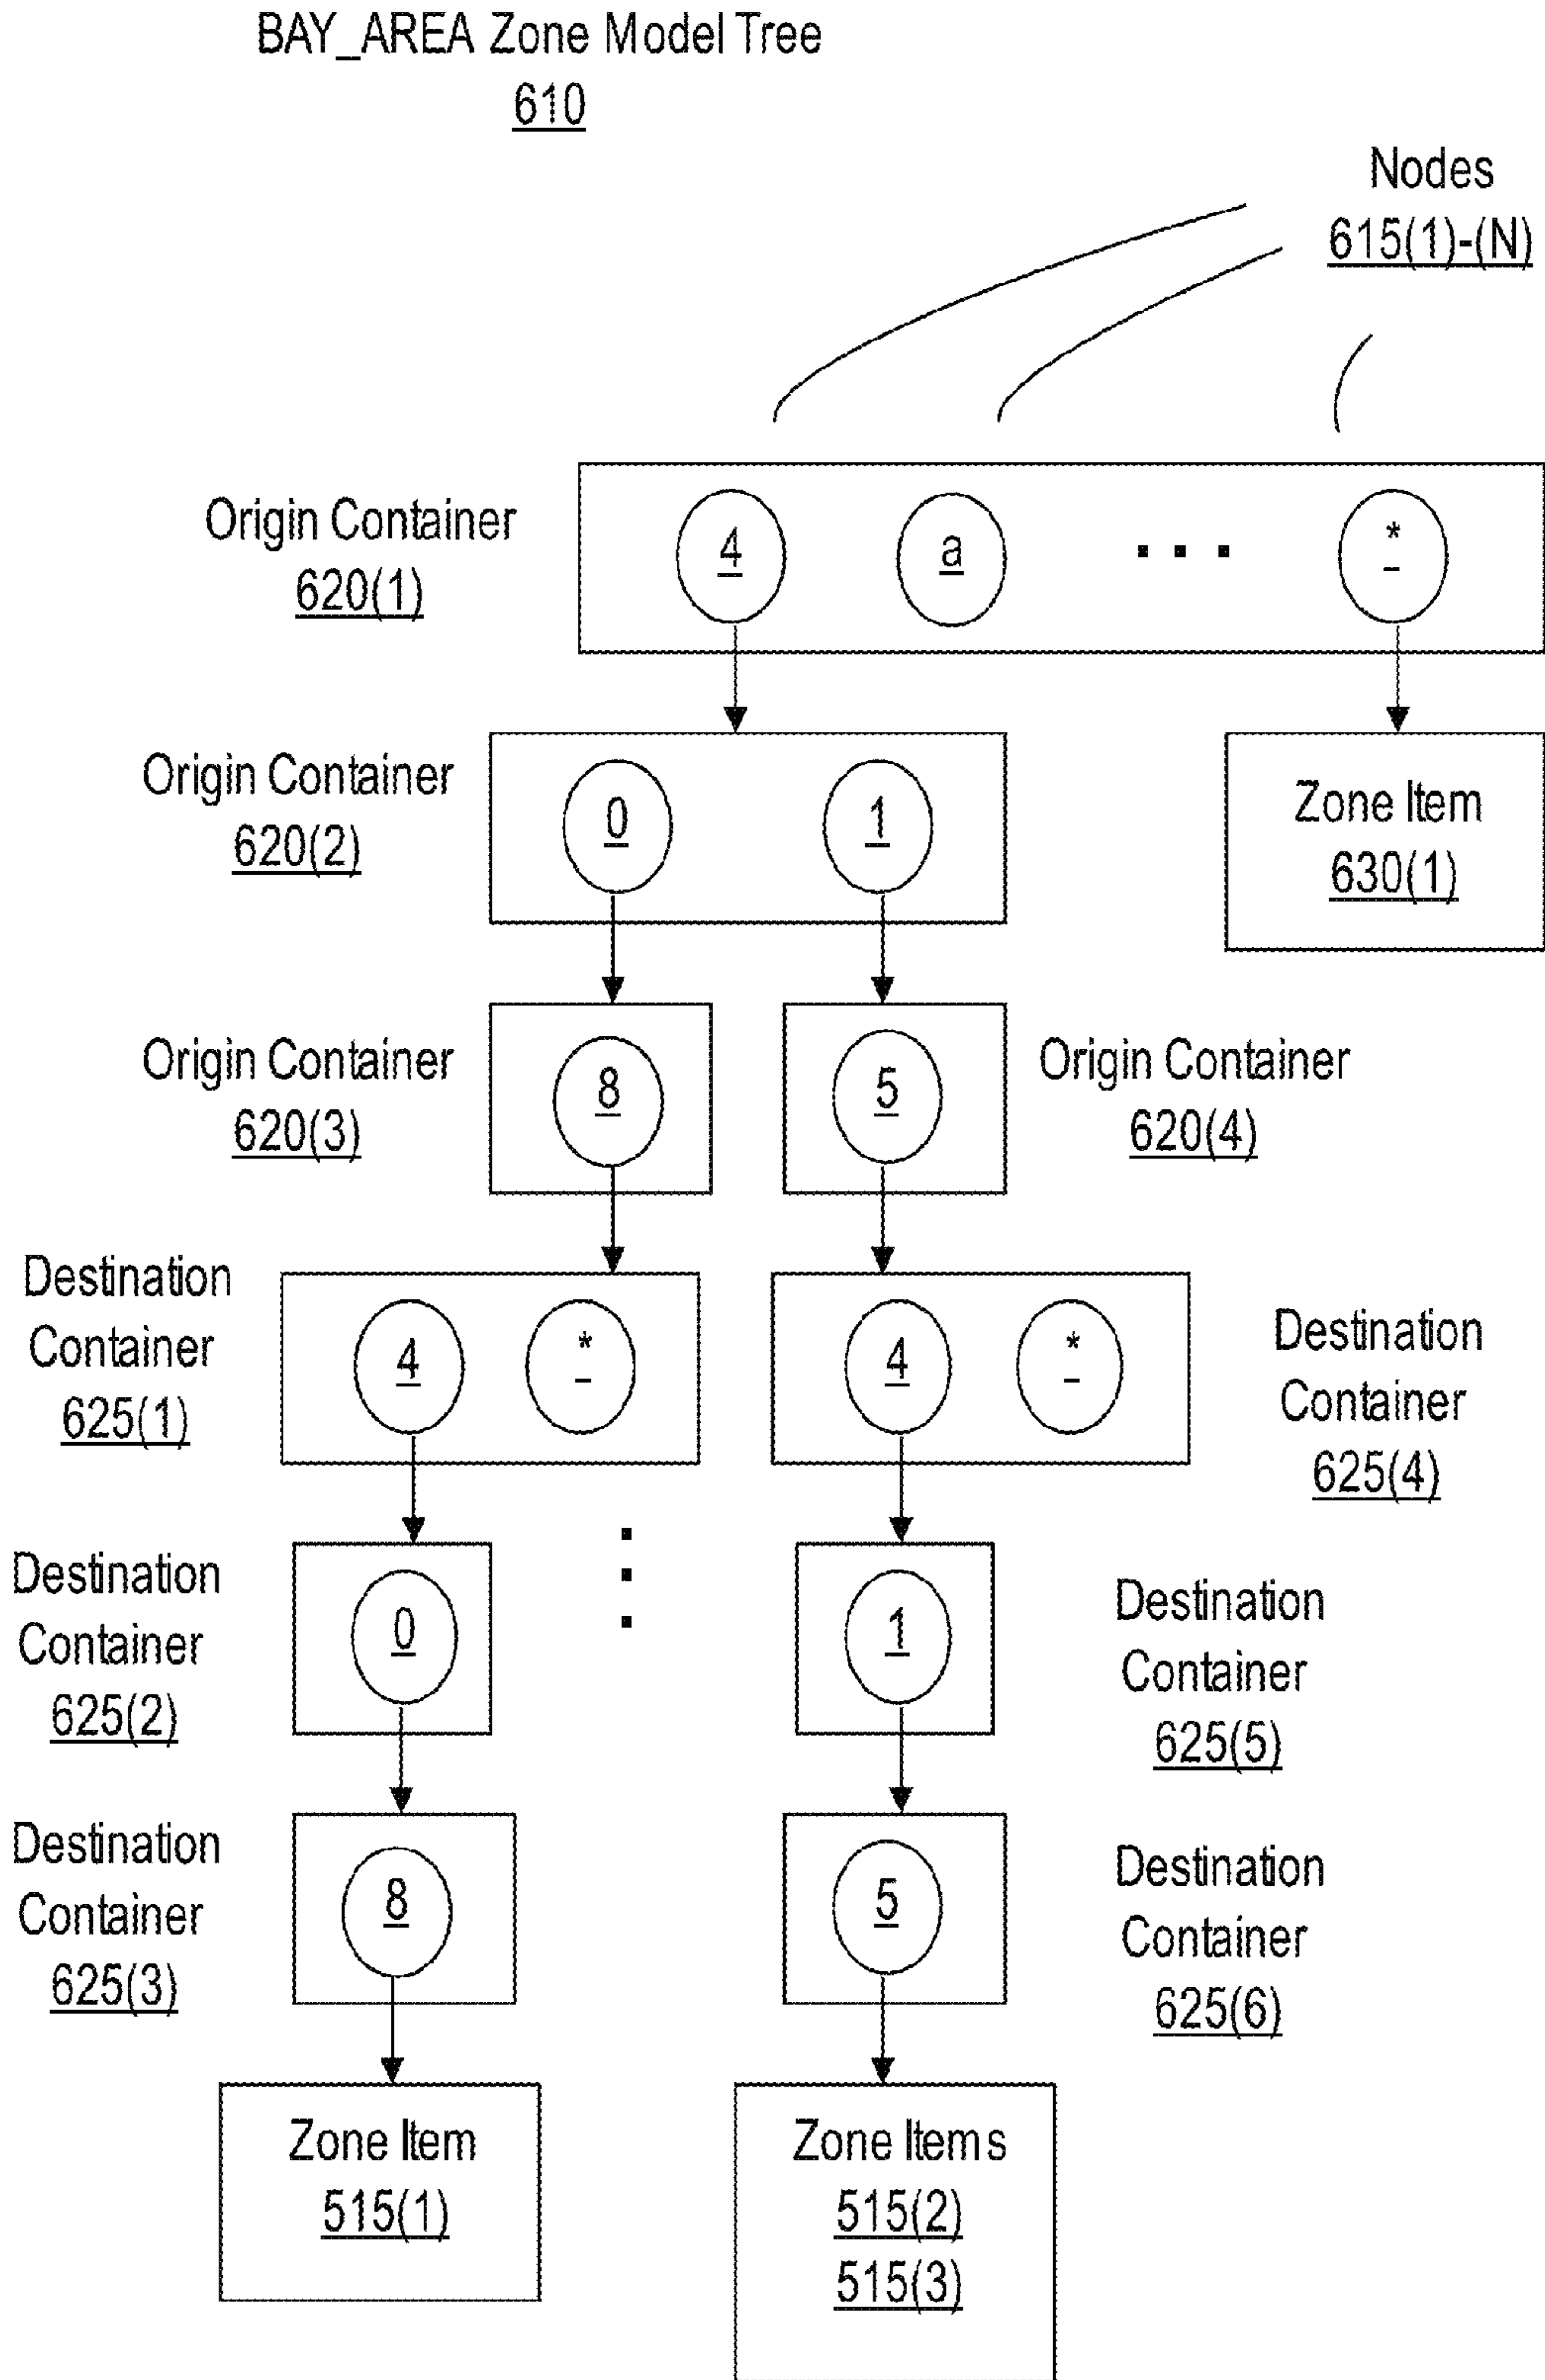 BAY_AREA Zone Model Tree
610
Nodes
615(1)-(N)
Origin Container
620(1)
4
a
. . .
*
-
Origin Container
620(2)
0
1
Zone Item
630(1)
Origin Container
620(3)
8
5
Origin Container
620(4)
Destination
Container
625(1)
4
*
-
4
*
-
Destination
Container
625(4)
Destination
Container
625(2)
0
1
Destination
Container
625(5)
Destination
Container
625(3)
8
5
Destination
Container
625(6)
Zone Item
515(1)
Zone Items
515(2)
515(3)